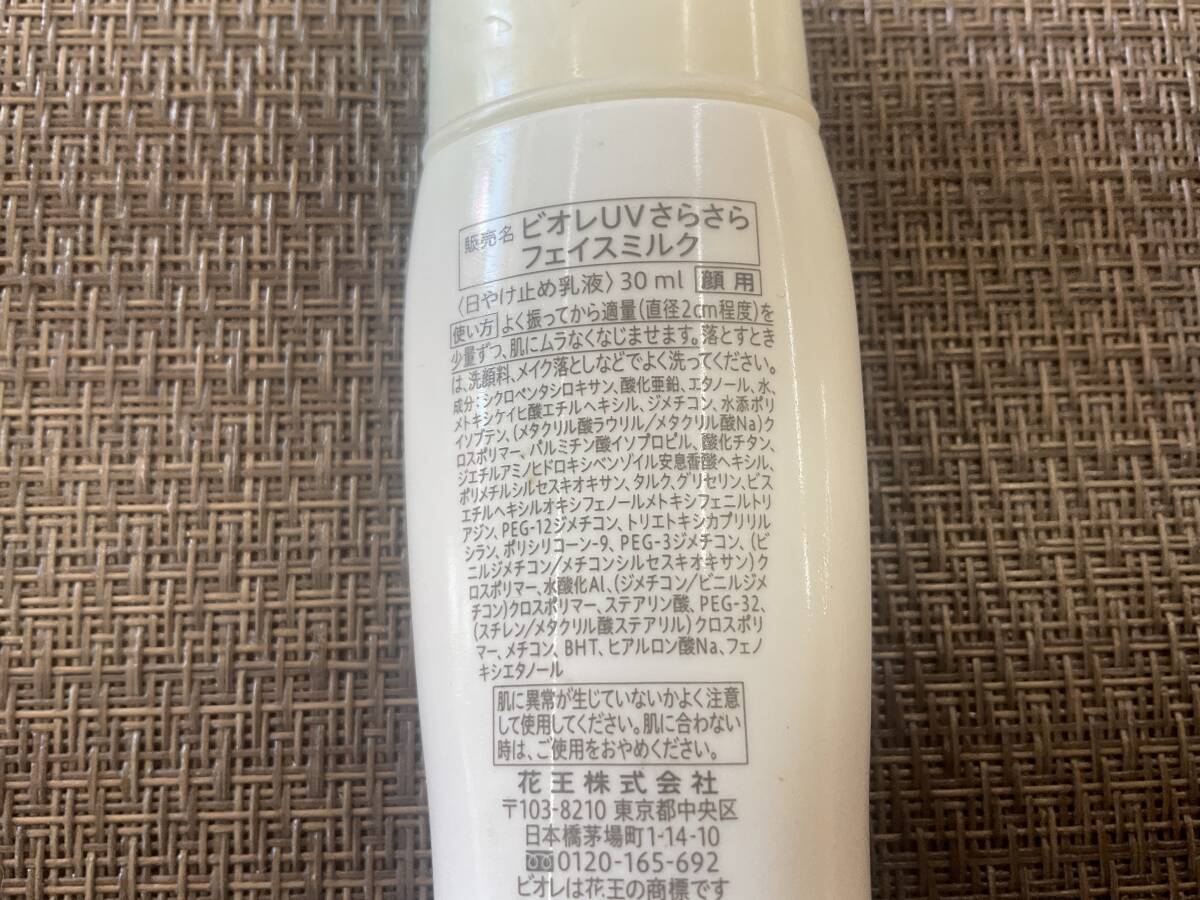 販売名 ビオレUVさらさら
フェイスミルク
〈日やけ止め乳液〉30ml 顔用
使い方 よく振ってから適量(直径2cm程度)を
少量ずつ、肌にムラなくなじませます。落とすとき
は、洗顔料、メイク落としなどでよく洗ってください。
成分:シクロペンタシロキサン、酸化亜鉛、エタノール、水、
メトキシケイヒ酸エチルヘキシル、ジメチコン、水添ポリ
イソブテン、(メタクリル酸ラウリル/メタクリル酸Na)ク
ロスポリマー、パルミチン酸イソプロピル、酸化チタン、
ジエチルアミノヒドロキシベンゾイル安息香酸ヘキシル、
ポリメチルシルセスキオキサン、タルク、グリセリン、ビス
エチルヘキシルオキシフェノールメトキシフェニルトリ
アジン、PEG-12ジメチコン、トリエトキシカプリリル
シラン、ポリシリコーン-9、PEG-3ジメチコン、(ビ
ニルジメチコン/メチコンシルセスキオキサン)ク
ロスポリマー、水酸化Al、(ジメチコン/ビニルジメ
チコン)クロスポリマー、ステアリン酸、PEG-32、
(スチレン/メタクリル酸ステアリル)クロスポリ
マー、メチコン、BHT、ヒアルロン酸Na、フェノ
キシエタノール
肌に異常が生じていないかよく注意
して使用してください。肌に合わない
時は、ご使用をおやめください。
花王株式会社
〒103-8210 東京都中央区
日本橋茅場町1-14-10
0120-165-692
ビオレは花王の商標です